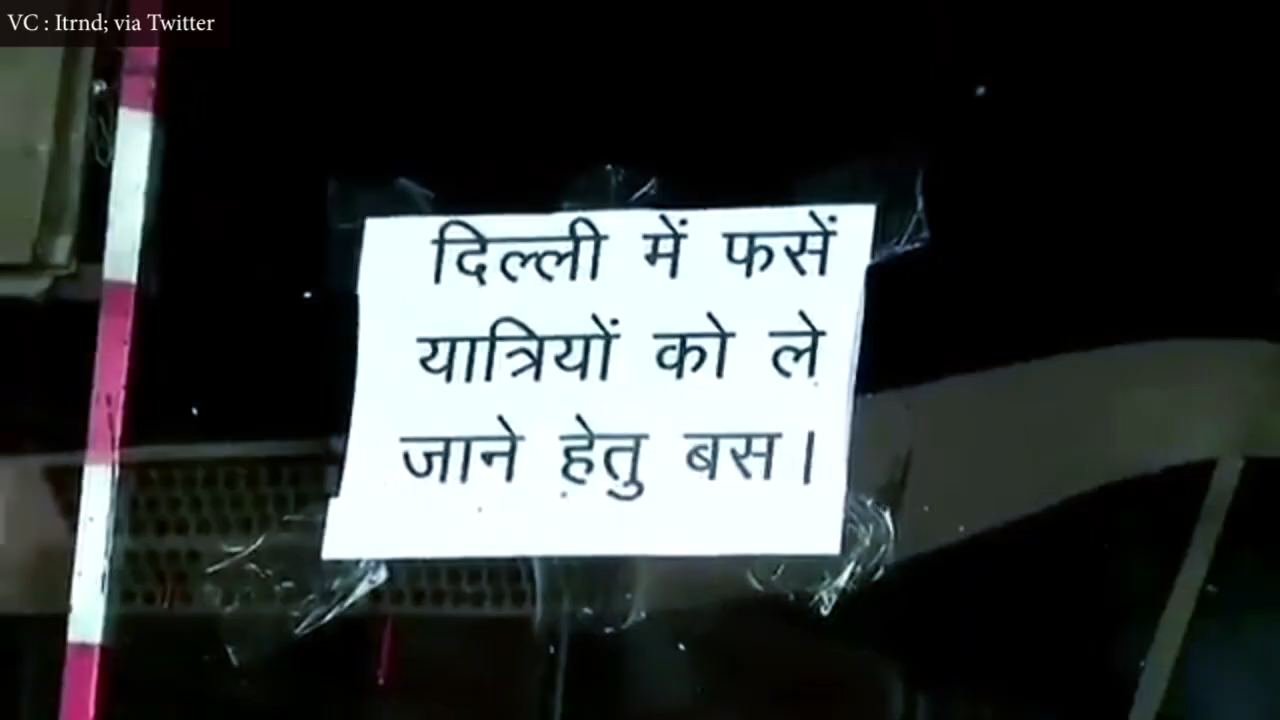 VC : Itrnd; via Twitter
दिल्ली में फसें
यात्रियों को ले
जाने हेतु बस।